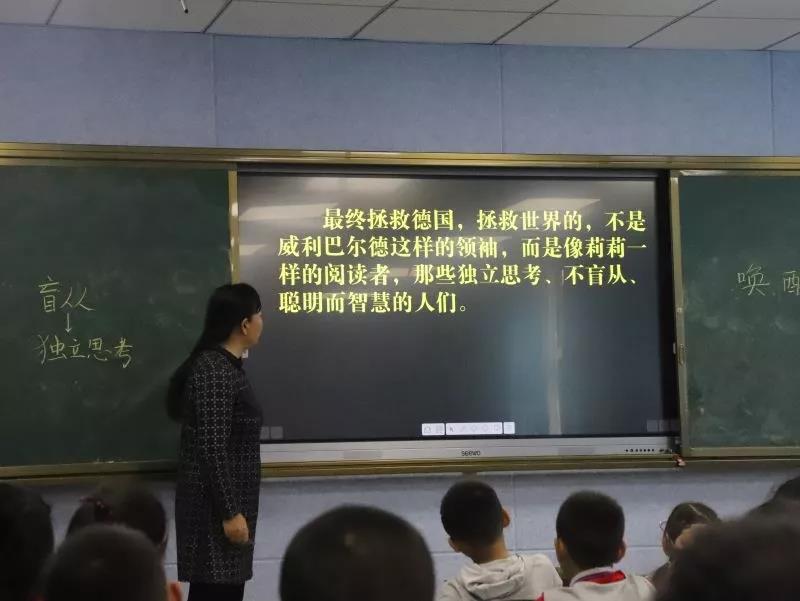 最终拯救德国，拯救世界的，不是
威利巴尔德这样的领袖，而是像莉莉一
样的阅读者，那些独立思考、不盲从、
聪明而智慧的人们。
盲从
↓
独立思考
唤醒
seewo